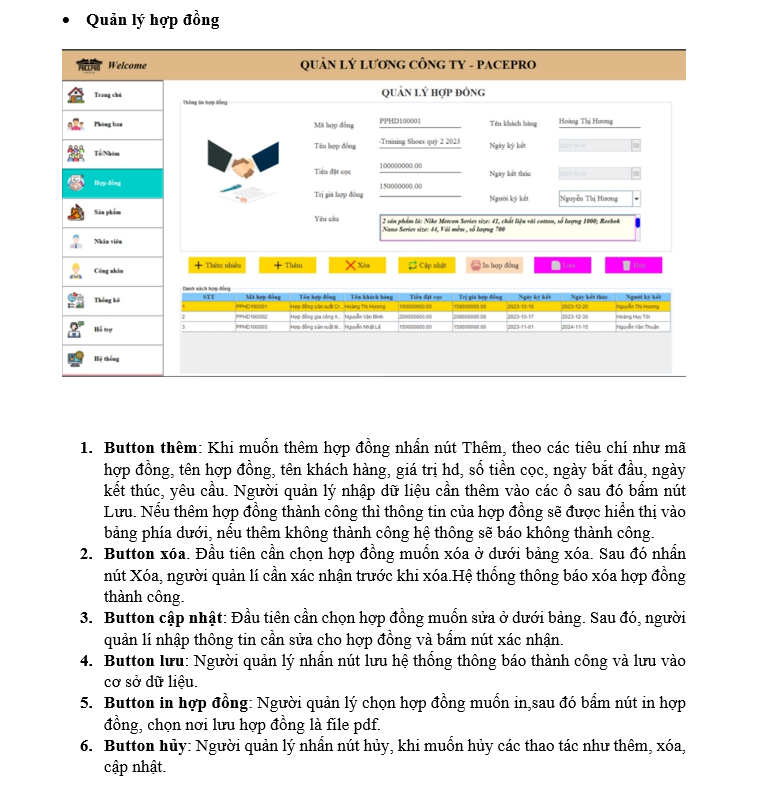 • Quản lý hợp đồng
Welcome
QUẢN LÝ LƯƠNG CÔNG TY - PACEPRO
QUẢN LÝ HỢP ĐỒNG
Trang chủ
Phòng ban
Tổ/Nhóm
Hợp đồng
Sản phẩm
Nhân viên
Công nhân
Thống kê
Hỗ trợ
Hệ thống
Thông tin hợp đồng
Mã hợp đồng PPHD100001 Tên khách hàng Hoàng Thị Hương
Tên hợp đồng -Training Shoes quý 2 2023 Ngày ký kết
Tiền đặt cọc 100000000.00 Ngày kết thúc
Trị giá hợp đồng 150000000.00 Người ký kết Nguyễn Thị Hương
Yêu cầu 2 sản phẩm là: Nike Metcon Series size: 41, chất liệu vải cotton, số lượng 1000; Reebok
Nano Series size: 44, Vải mềm , số lượng 700
Thêm nhiều Thêm Xóa Cập nhật In hợp đồng Lưu Hủy
Danh sách hợp đồng
STT Mã hợp đồng Tên hợp đồng Tên khách hàng Tiền đặt cọc Trị giá hợp đồng Ngày ký kết Ngày kết thúc Người ký kết
1 PPHD100001 Hợp đồng sản xuất Cr... Hoàng Thị Hương 100000000.00 150000000.00 2023-10-10 2023-12-20 Nguyễn Thị Hương
2 PPHD100002 Hợp đồng gia công A... Nguyễn Văn Bình 200000000.00 2023-10-17 2023-12-30 Hoàng Huy Tới
3 PPHD100003 Hợp đồng sản xuất M... Nguyễn Nhật Lệ 150000000.00 2023-11-01 2024-11-15 Nguyễn Văn Thuận
1. Button thêm: Khi muốn thêm hợp đồng nhấn nút Thêm, theo các tiêu chí như mã
hợp đồng, tên hợp đồng, tên khách hàng, giá trị hd, số tiền cọc, ngày bắt đầu, ngày
kết thúc, yêu cầu. Người quản lý nhập dữ liệu cần thêm vào các ô sau đó bấm nút
Lưu. Nếu thêm hợp đồng thành công thì thông tin của hợp đồng sẽ được hiển thị vào
bảng phía dưới, nếu thêm không thành công hệ thống sẽ báo không thành công.
2. Button xóa. Đầu tiên cần chọn hợp đồng muốn xóa ở dưới bảng xóa. Sau đó nhấn
nút Xóa, người quản lí cần xác nhận trước khi xóa.Hệ thống thông báo xóa hợp đồng
thành công.
3. Button cập nhật: Đầu tiên cần chọn hợp đồng muốn sửa ở dưới bảng. Sau đó, người
quản lí nhập thông tin cần sửa cho hợp đồng và bấm nút xác nhận.
4. Button lưu: Người quản lý nhấn nút lưu hệ thống thông báo thành công và lưu vào
cơ sở dữ liệu.
5. Button in hợp đồng: Người quản lý chọn hợp đồng muốn in,sau đó bấm nút in hợp
đồng, chọn nơi lưu hợp đồng là file pdf.
6. Button hủy: Người quản lý nhấn nút hủy, khi muốn hủy các thao tác như thêm, xóa,
cập nhật.